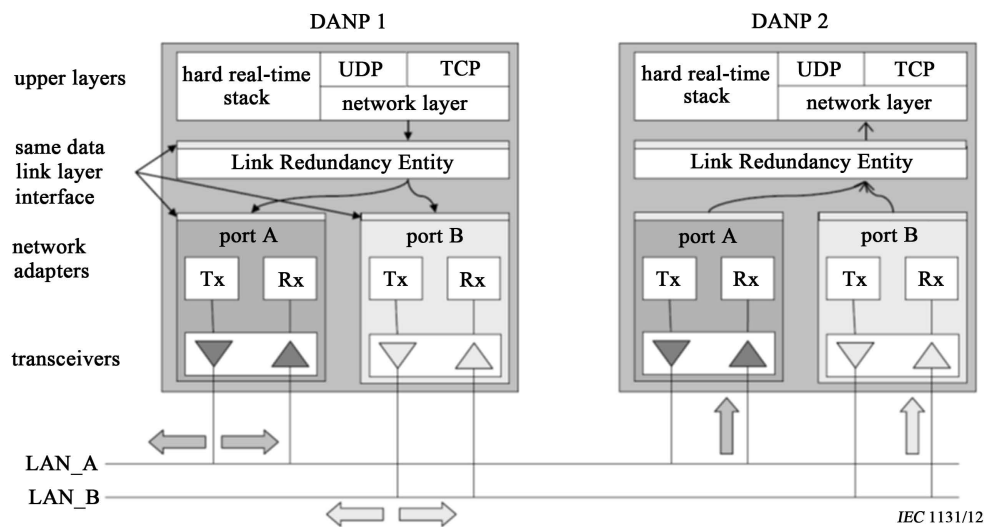 DANP 1
DANP 2
upper layers
hard real-time
stack
UDP
TCP
network layer
hard real-time
stack
UDP
TCP
network layer
same data
link layer
interface
Link Redundancy Entity
Link Redundancy Entity
network
adapters
port A
port B
port A
port B
Tx
Rx
Tx
Rx
Tx
Rx
Tx
Rx
transceivers
LAN_A
LAN_B
IEC 1131/12